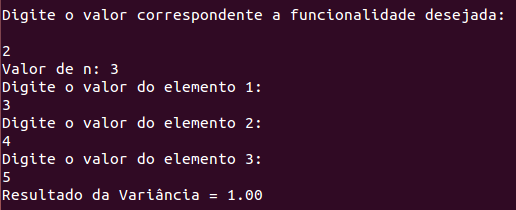 Digite o valor correspondente a funcionalidade desejada:
2
Valor de n: 3
Digite o valor do elemento 1:
3
Digite o valor do elemento 2:
4
Digite o valor do elemento 3:
5
Resultado da Variância = 1.00